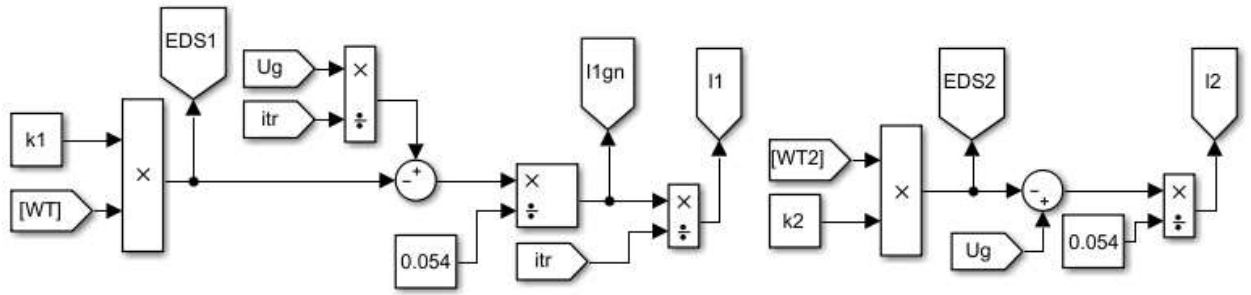 EDS1
Ug
×
÷
itr
k1
[WT]
×
-
+
×
÷
0.054
I1gn
I1
×
÷
itr
EDS2
I2
[WT2]
k2
×
-
+
Ug
0.054
×
÷